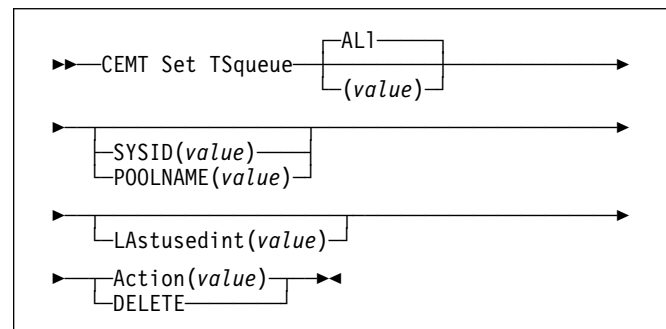 ALl
CEMT Set TSqueue
(value)
SYSID(value)
POOLNAME(value)
LAstusedint(value)
Action(value)
DELETE